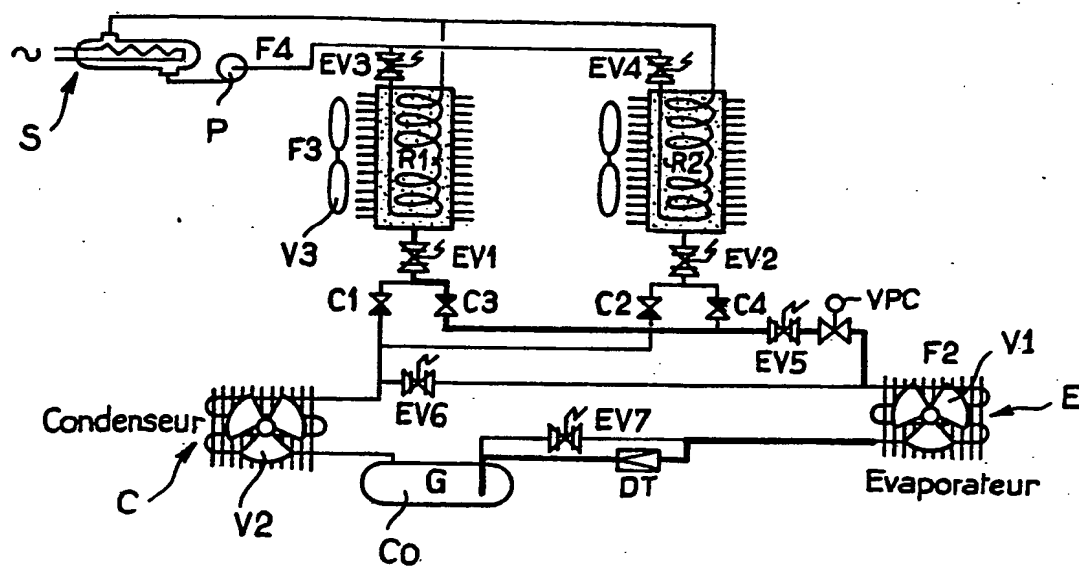 S
P
F4
EV3
EV4
F3
R1
R2
V3
EV1
EV2
C1
C3
C2
C4
VPC
EV5
F2
V1
E
Condenseur
EV6
EV7
C
V2
G
DT
Evaporateur
Co